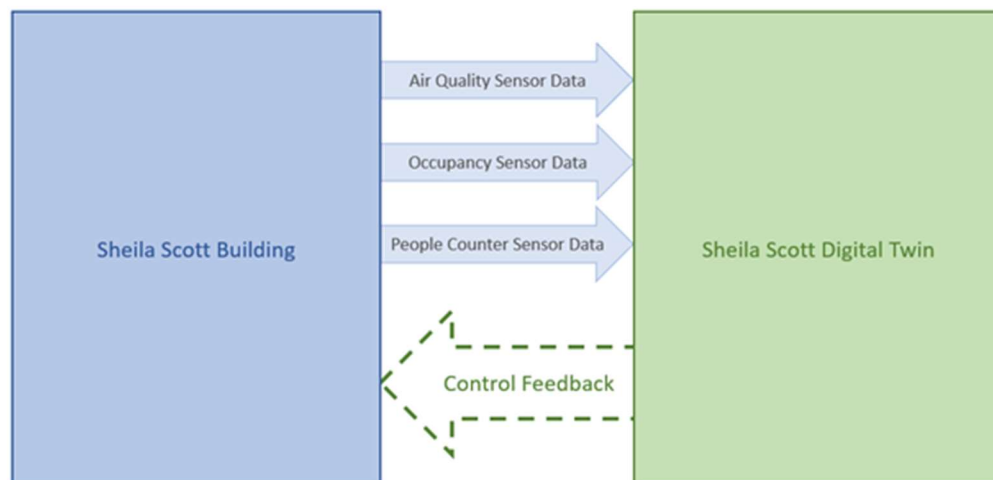 Air Quality Sensor Data
Occupancy Sensor Data
People Counter Sensor Data
Sheila Scott Building
Sheila Scott Digital Twin
Control Feedback